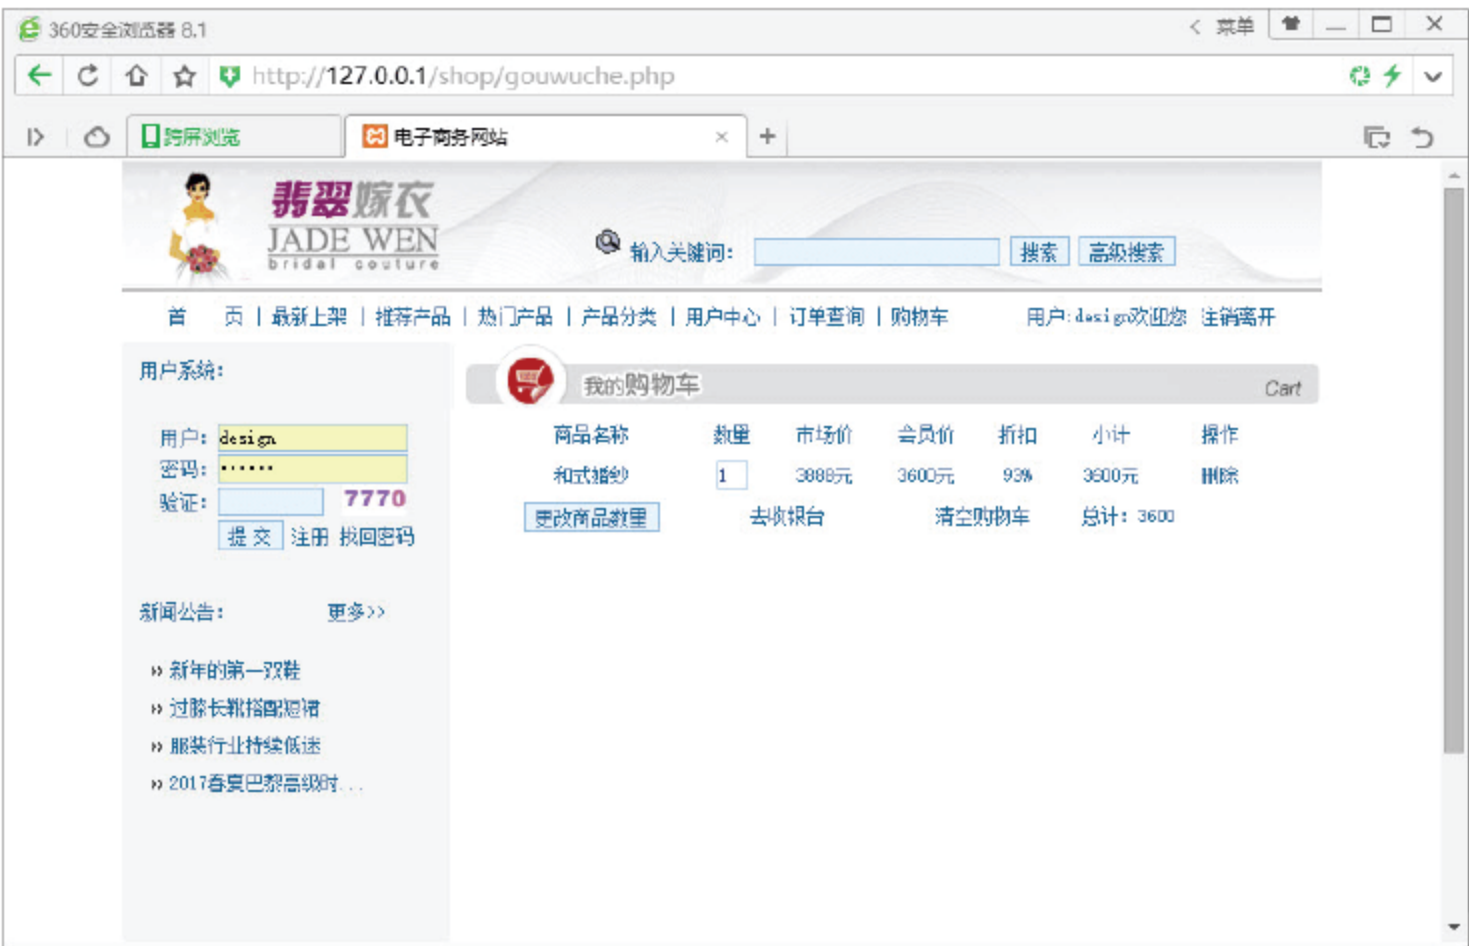 360安全浏览器 8.1
菜单
http://127.0.0.1/shop/gouwuche.php
跨屏浏览
电子商务网站
翡翠嫁衣
JADE WEN
bridal couture
输入关键词:
搜索
高级搜索
首 页 | 最新上架 | 推荐产品 | 热门产品 | 产品分类 | 用户中心 | 订单查询 | 购物车
用户:design欢迎您 注销离开
用户系统:
用户: design
密码: ••••••
验证: 7770
提 交 注册 找回密码
新闻公告: 更多>>
» 新年的第一双鞋
» 过膝长靴搭配短裙
» 服装行业持续低迷
» 2017春夏巴黎高级时...
我的购物车
Cart
商品名称 数量 市场价 会员价 折扣 小计 操作
和式婚纱 1 3888元 3600元 93% 3600元 删除
更改商品数量 去收银台 清空购物车 总计: 3600